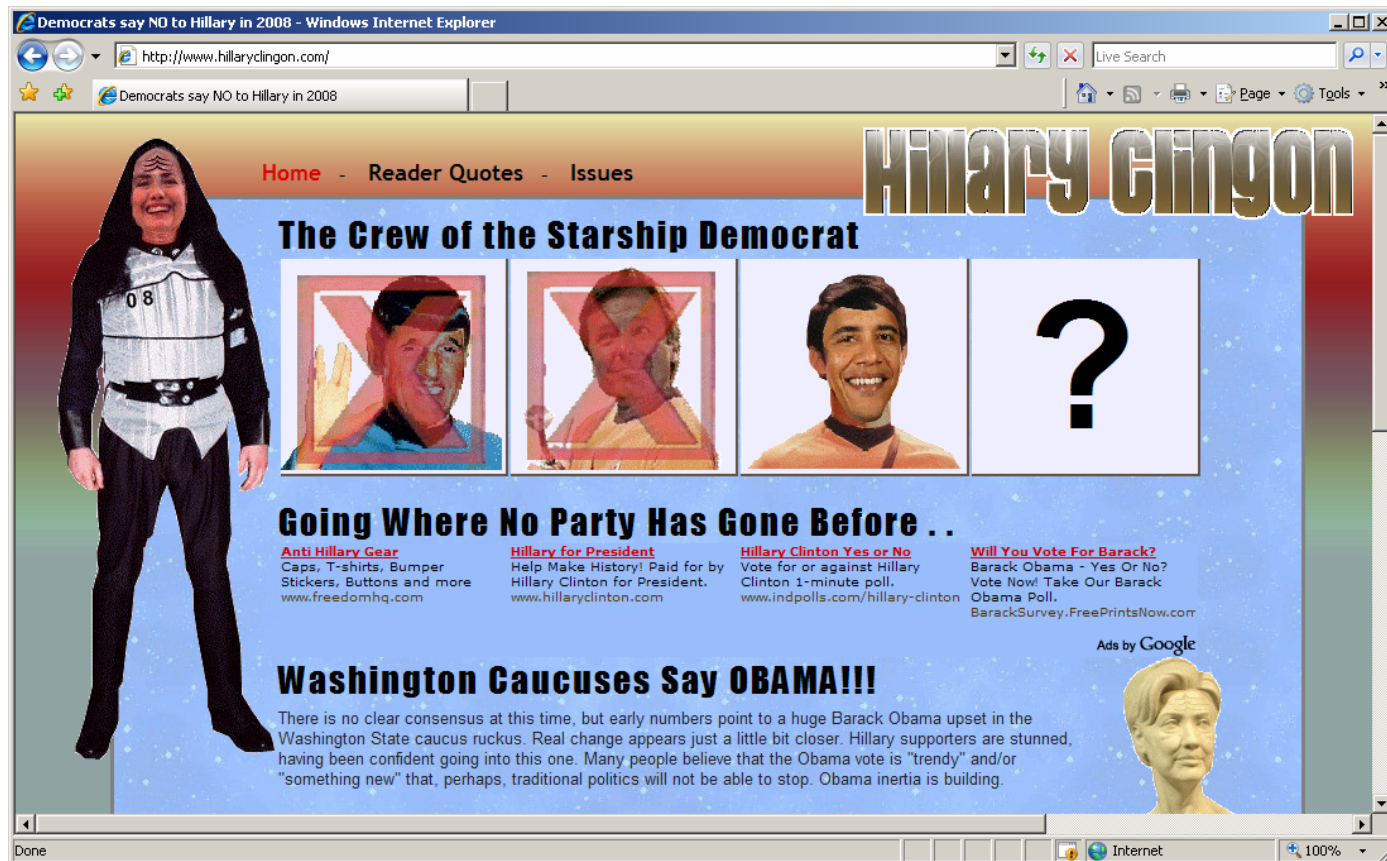 Democrats say NO to Hillary in 2008 - Windows Internet Explorer
http://www.hillaryclingon.com/
Live Search
Democrats say NO to Hillary in 2008
Page
Tools
»
Hillary Clingon
Home - Reader Quotes - Issues
The Crew of the Starship Democrat
08
?
Going Where No Party Has Gone Before . .
Anti Hillary Gear
Caps, T-shirts, Bumper
Stickers, Buttons and more
www.freedomhq.com
Hillary for President
Help Make History! Paid for by
Hillary Clinton for President.
www.hillaryclinton.com
Hillary Clinton Yes or No
Vote for or against Hillary
Clinton 1-minute poll.
www.indpolls.com/hillary-clinton
Will You Vote For Barack?
Barack Obama - Yes Or No?
Vote Now! Take Our Barack
Obama Poll.
BarackSurvey.FreePrintsNow.com
Ads by Google
Washington Caucuses Say OBAMA!!!
There is no clear consensus at this time, but early numbers point to a huge Barack Obama upset in the
Washington State caucus ruckus. Real change appears just a little bit closer. Hillary supporters are stunned,
having been confident going into this one. Many people believe that the Obama vote is "trendy" and/or
"something new" that, perhaps, traditional politics will not be able to stop. Obama inertia is building.
Done
Internet
100%